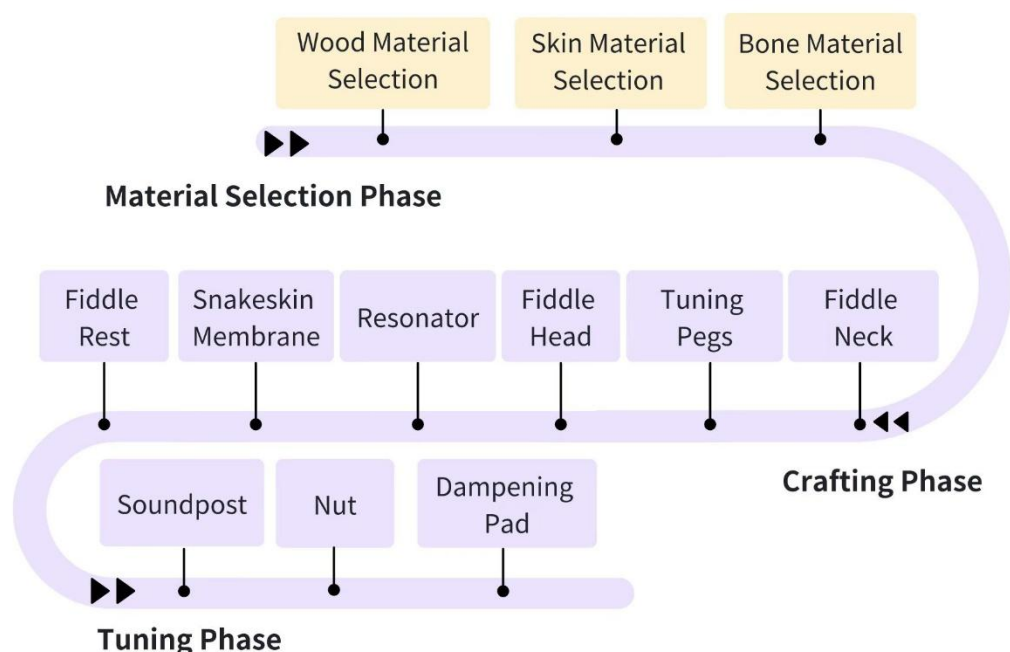 Wood Material
Selection
Skin Material
Selection
Bone Material
Selection
Material Selection Phase
Fiddle
Rest
Snakeskin
Membrane
Resonator
Fiddle
Head
Tuning
Pegs
Fiddle
Neck
Crafting Phase
Soundpost
Nut
Dampening
Pad
Tuning Phase